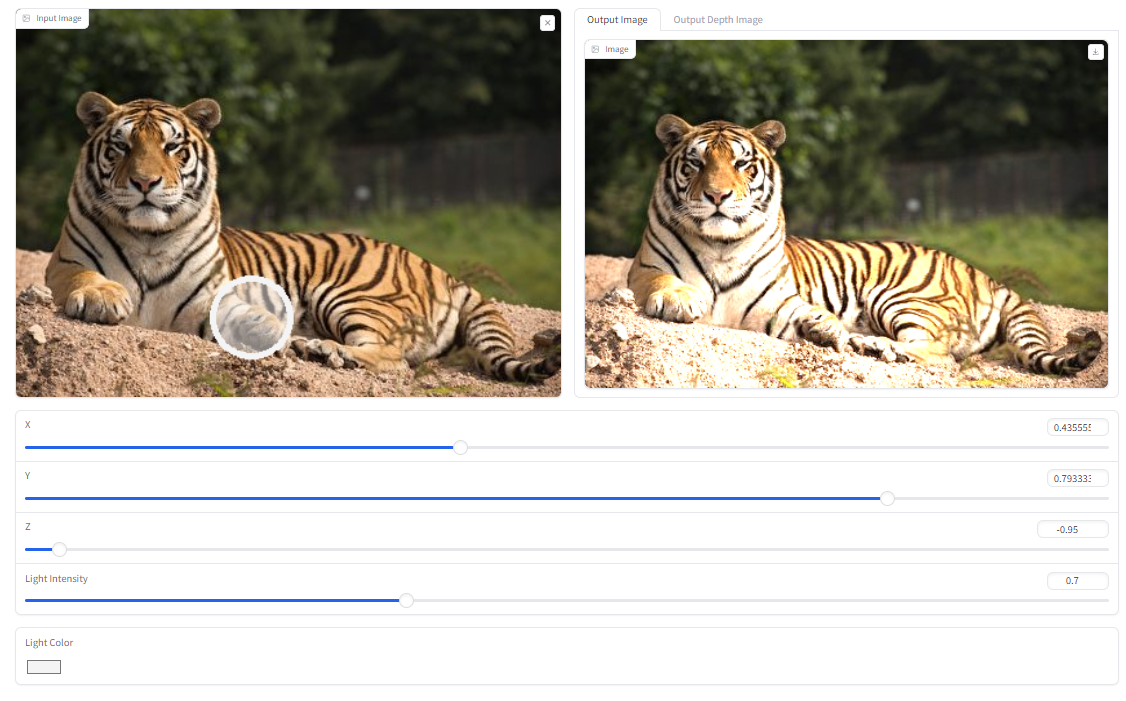 Input Image
Output Image
Output Depth Image
Image
X
0.435555
Y
0.793333
Z
-0.95
Light Intensity
0.7
Light Color